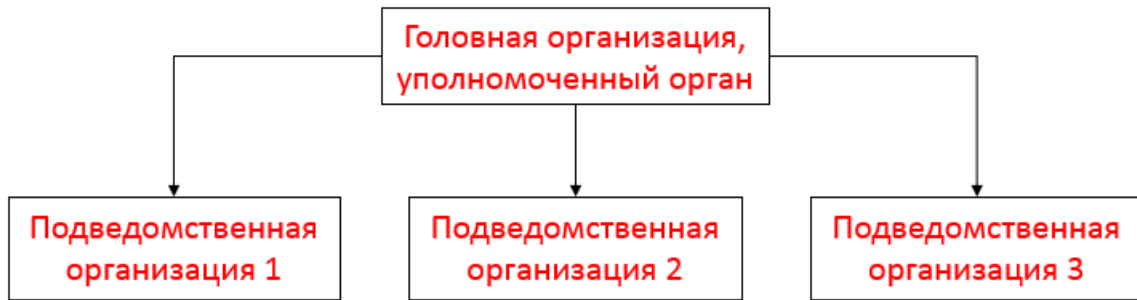 Головная организация,
уполномоченный орган
Подведомственная
организация 1
Подведомственная
организация 2
Подведомственная
организация 3